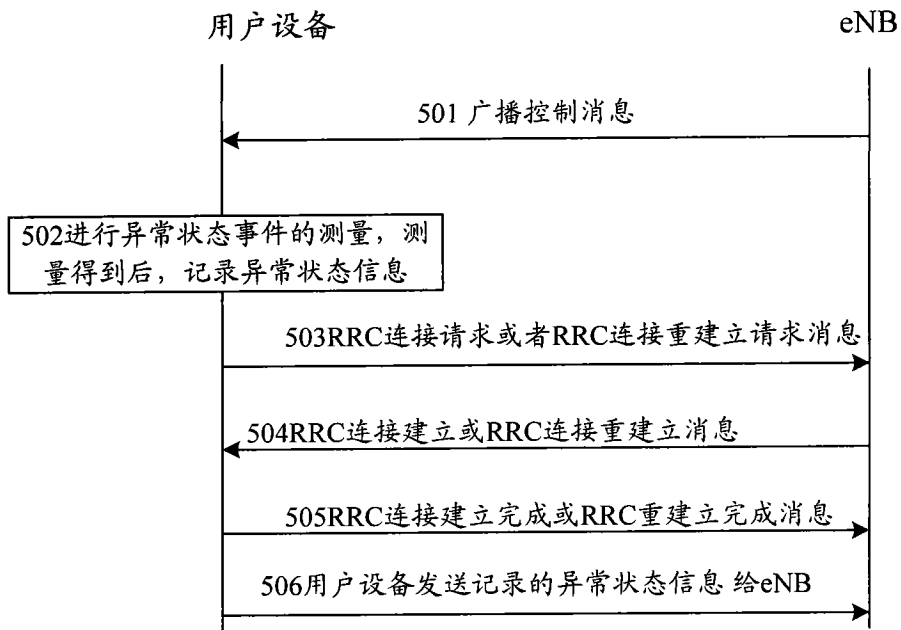 用户设备
eNB
501 广播控制消息
502进行异常状态事件的测量，测
量得到后，记录异常状态信息
503RRC连接请求或者RRC连接重建立请求消息
504RRC连接建立或RRC连接重建立消息
505RRC连接建立完成或RRC重建立完成消息
506用户设备发送记录的异常状态信息 给eNB